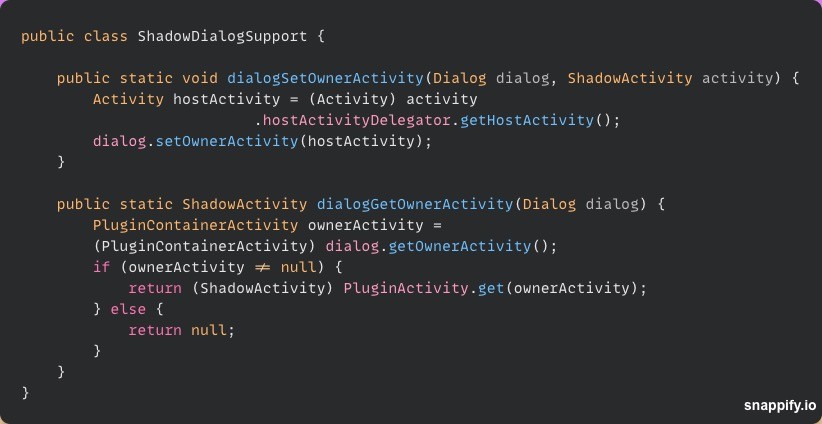 public class ShadowDialogSupport {
public static void dialogSetOwnerActivity(Dialog dialog, ShadowActivity activity) {
Activity hostActivity = (Activity) activity
.hostActivityDelegator.getHostActivity();
dialog.setOwnerActivity(hostActivity);
}
public static ShadowActivity dialogGetOwnerActivity(Dialog dialog) {
PluginContainerActivity ownerActivity =
(PluginContainerActivity) dialog.getOwnerActivity();
if (ownerActivity ≠ null) {
return (ShadowActivity) PluginActivity.get(ownerActivity);
} else {
return null;
}
}
}
snappify.io